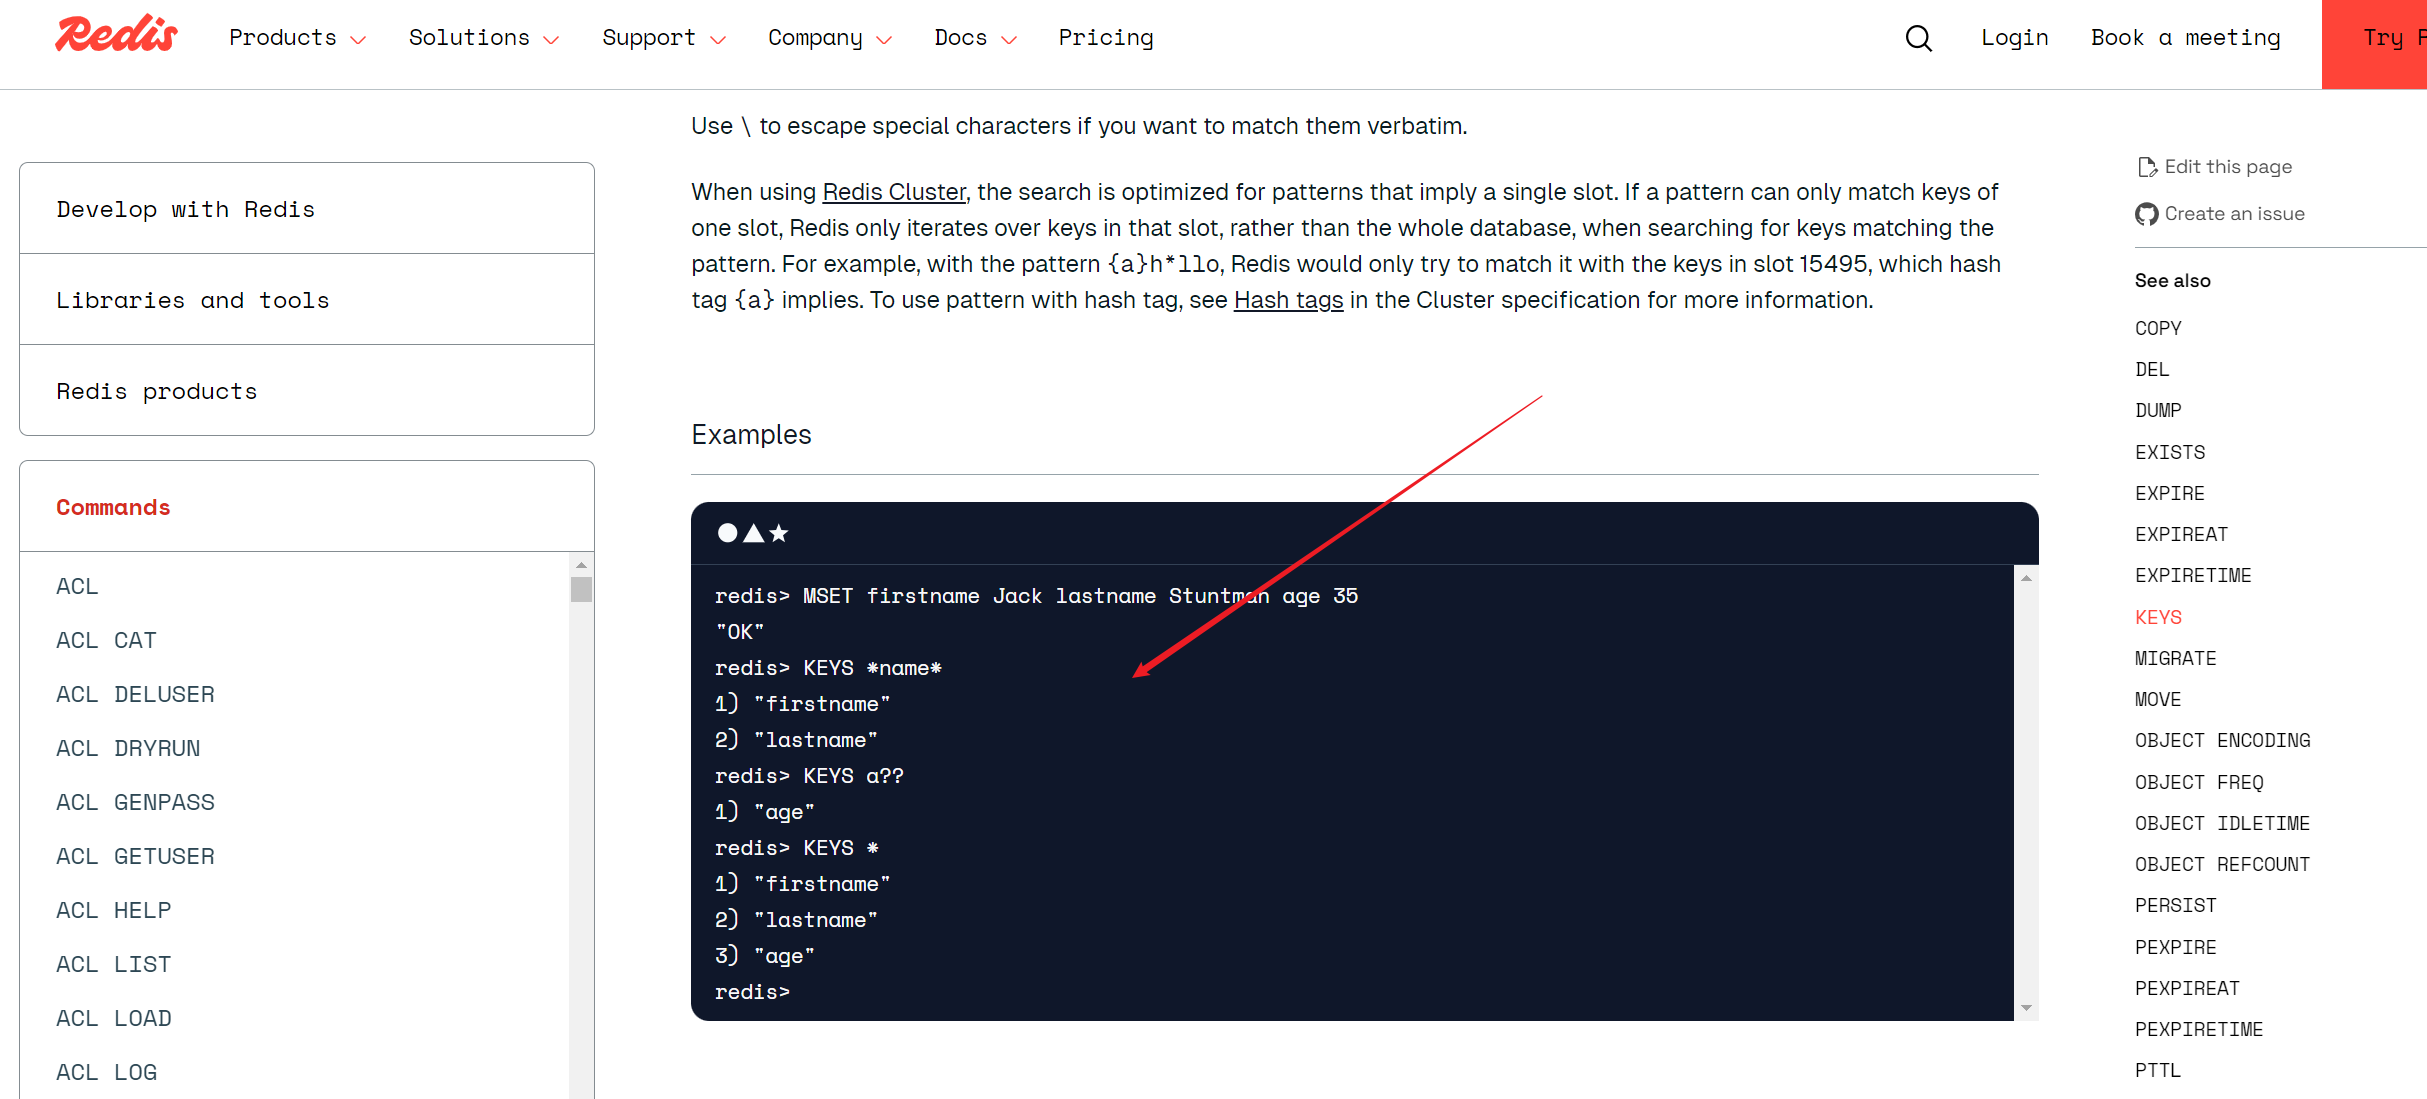 Redis Products Solutions Support Company Docs Pricing Login Book a meeting Try
Use \ to escape special characters if you want to match them verbatim.
When using Redis Cluster, the search is optimized for patterns that imply a single slot. If a pattern can only match keys of
one slot, Redis only iterates over keys in that slot, rather than the whole database, when searching for keys matching the
pattern. For example, with the pattern {a}h*llo, Redis would only try to match it with the keys in slot 15495, which hash
tag {a} implies. To use pattern with hash tag, see Hash tags in the Cluster specification for more information.
Develop with Redis
Libraries and tools
Redis products
Commands
ACL
ACL CAT
ACL DELUSER
ACL DRYRUN
ACL GENPASS
ACL GETUSER
ACL HELP
ACL LIST
ACL LOAD
ACL LOG
Examples
redis> MSET firstname Jack lastname Stuntman age 35
"OK"
redis> KEYS *name*
1) "firstname"
2) "lastname"
redis> KEYS a??
1) "age"
redis> KEYS *
1) "firstname"
2) "lastname"
3) "age"
redis>
Edit this page
Create an issue
See also
COPY
DEL
DUMP
EXISTS
EXPIRE
EXPIREAT
EXPIRETIME
KEYS
MIGRATE
MOVE
OBJECT ENCODING
OBJECT FREQ
OBJECT IDLETIME
OBJECT REFCOUNT
PERSIST
PEXPIRE
PEXPIREAT
PEXPIRETIME
PTTL